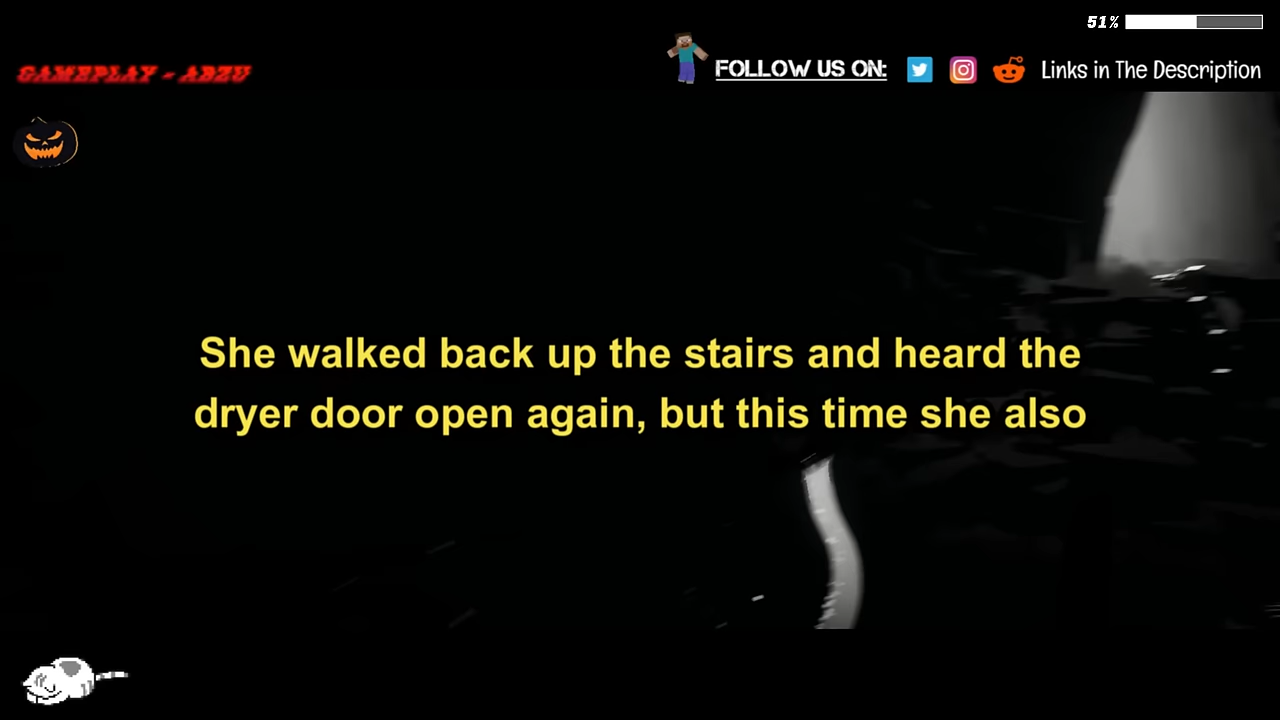 51%
GAMEPLAY - ABZU
FOLLOW US ON:
Links in The Description
She walked back up the stairs and heard the
dryer door open again, but this time she also